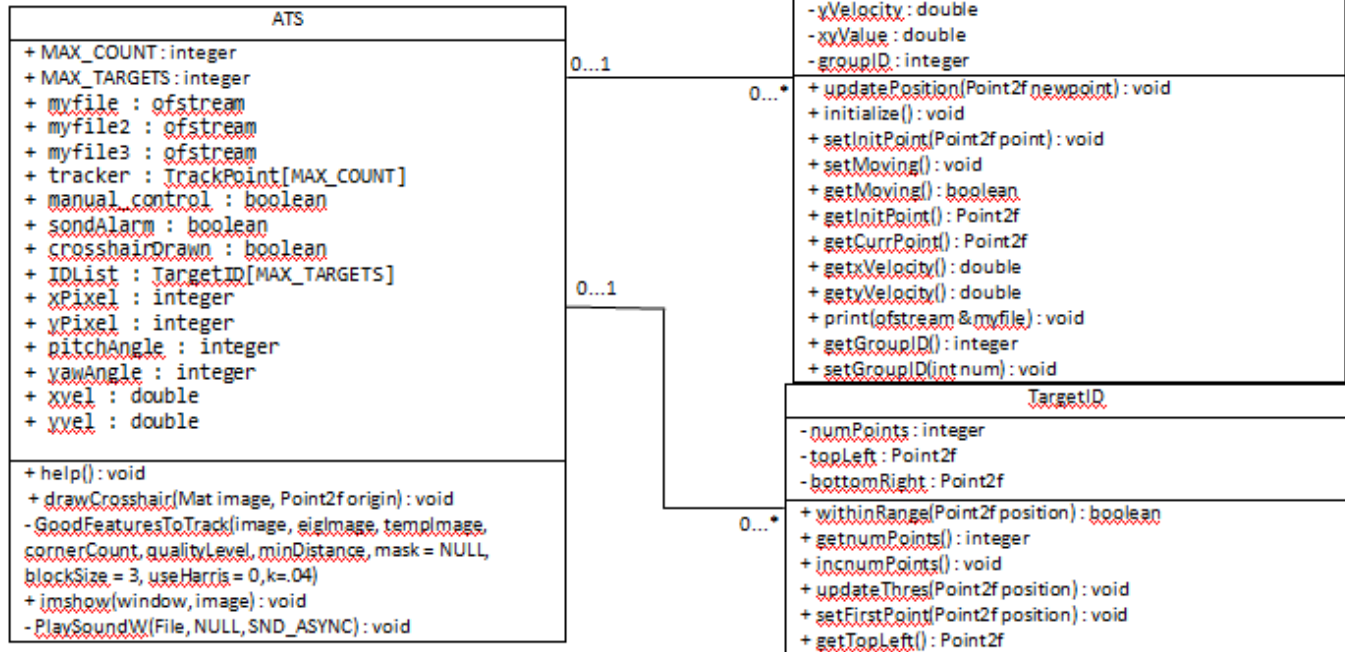 ATS
+ MAX_COUNT : integer
+ MAX_TARGETS : integer
+ myfile : ofstream
+ myfile2 : ofstream
+ myfile3 : ofstream
+ tracker : TrackPoint[MAX_COUNT]
+ manual_control : boolean
+ sondAlarm : boolean
+ crosshairDrawn : boolean
+ IDList : TargetID[MAX_TARGETS]
+ xPixel : integer
+ yPixel : integer
+ pitchAngle : integer
+ yawAngle : integer
+ xvel : double
+ yvel : double
+ help() : void
+ drawCrosshair(Mat image, Point2f origin) : void
- GoodFeaturesToTrack(image, eigImage, tempImage,
cornerCount, qualityLevel, minDistance, mask = NULL,
blockSize = 3, useHarris = 0,k=.04)
+ imshow(window, image) : void
- PlaySoundW(File, NULL, SND_ASYNC) : void
0...1
0...*
0...1
0...*
- yVelocity : double
- xyValue : double
- groupID : integer
+ updatePosition(Point2f newpoint) : void
+ initialize() : void
+ setInitPoint(Point2f point) : void
+ setMoving() : void
+ getMoving() : boolean
+ getInitPoint() : Point2f
+ getCurrPoint() : Point2f
+ getxVelocity() : double
+ getyVelocity() : double
+ print(ofstream &myfile) : void
+ getGroupID() : integer
+ setGroupID(int num) : void
TargetID
- numPoints : integer
- topLeft : Point2f
- bottomRight : Point2f
+ withinRange(Point2f position) : boolean
+ getnumPoints() : integer
+ incnumPoints() : void
+ updateThres(Point2f position) : void
+ setFirstPoint(Point2f position) : void
+ getTopLeft() : Point2f